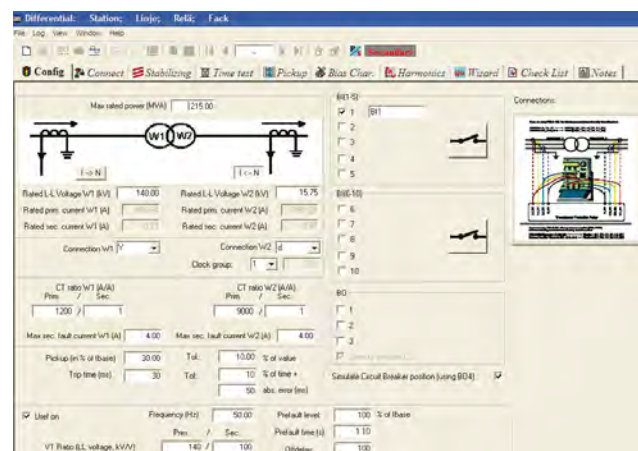 Differential: Station; Linje; Relä; Fack
File Log View Window Help
Config Connect Stabilizing Time test Pickup Bias Char. Harmonics Wizard Check List Notes
Max rated power (MVA) 215.00
W1 W2
I -> N I <- N
Rated L-L Voltage W1 (kV) 140.00 Rated L-L Voltage W2 (kV) 15.75
Rated prim. current W1 (A) Rated prim. current W2 (A)
Rated sec. current W1 (A) Rated sec. current W2 (A)
Connection W1 Y Connection W2 d
Clock group: 1
CT ratio W1 (A/A) CT ratio W2 (A/A)
Prim. / Sec. Prim. / Sec.
1200 / 1 9000 / 1
Max sec. fault current W1 (A) 4.00 Max sec. fault current W2 (A) 4.00
Pickup (in % of Ibase) 30.00 Tol: 10.00 % of value
Trip time (ms) 30 Tol: 10 % of time +
50 abs. error (ms)
Uref on Frequency (Hz) 50.00 Prefault level 100 % of Ibase
Prim. / Sec. Prefault time (s) 1.10
VT Ratio (LL voltage, kV/V) 140 / 100 Offdelay 100
BI(1-5)
1 BI1
2
3
4
5
BI(6-10)
6
7
8
9
10
BO
1
2
3
Simulate Circuit Breaker position (using BO4)
Connections: